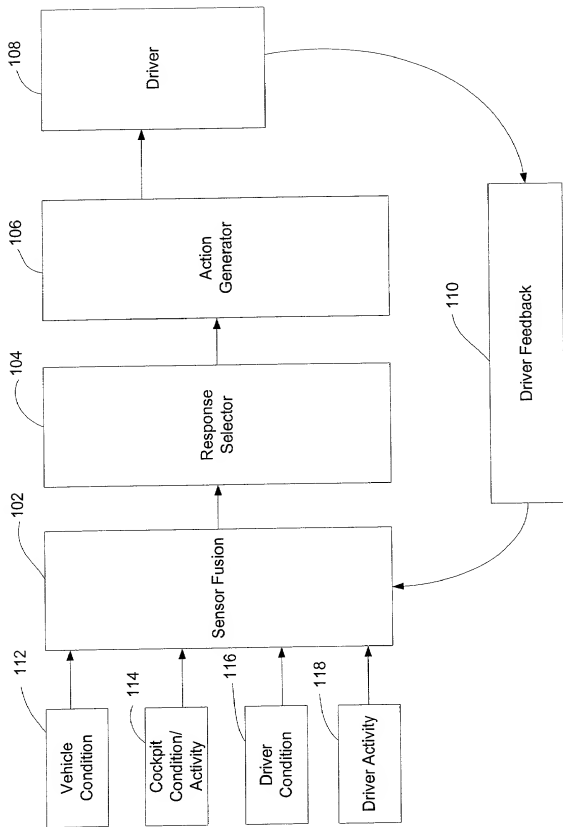 112
Vehicle
Condition
114
Cockpit
Condition/
Activity
116
Driver
Condition
118
Driver Activity
102
Sensor Fusion
104
Response
Selector
106
Action
Generator
108
Driver
110
Driver Feedback